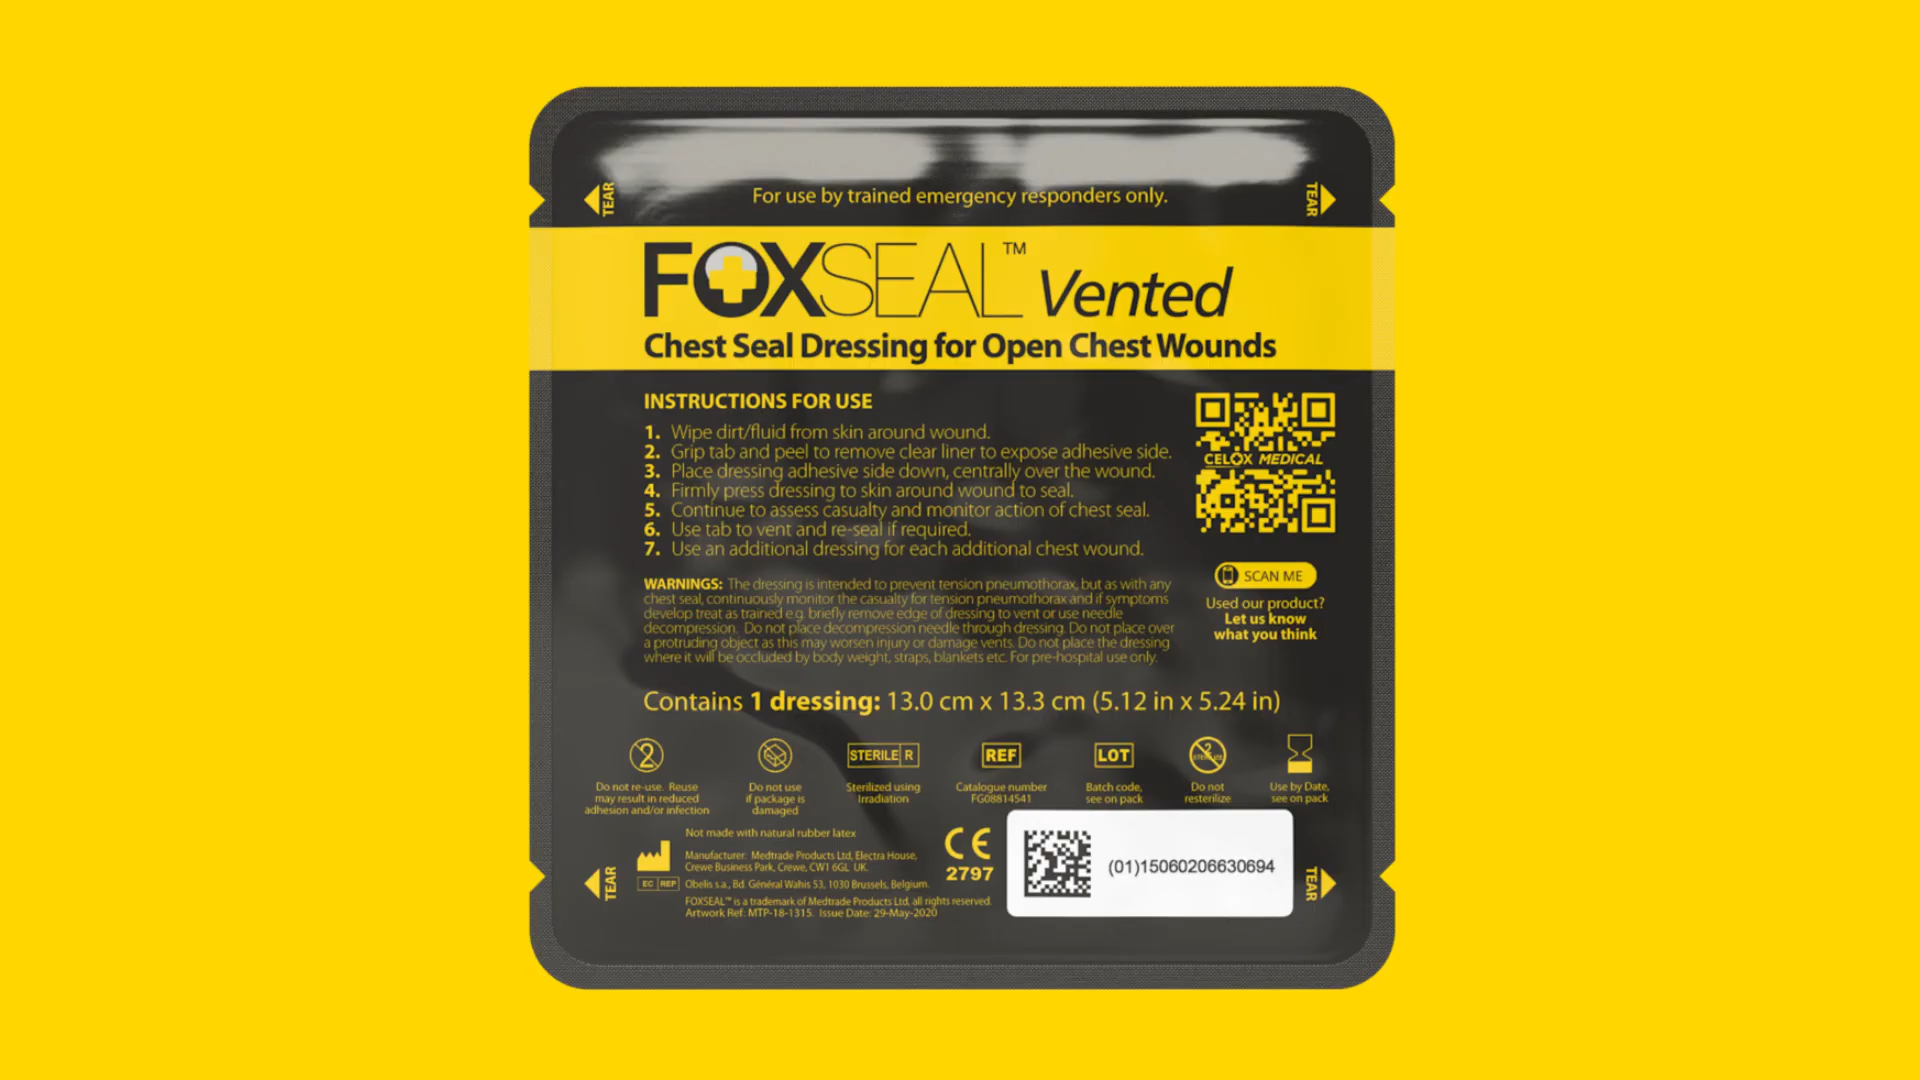 For use by trained emergency responders only.
TEAR
TEAR
FOXSEAL™ Vented
Chest Seal Dressing for Open Chest Wounds
INSTRUCTIONS FOR USE
1. Wipe dirt/fluid from skin around wound.
2. Grip tab and peel to remove clear liner to expose adhesive side.
3. Place dressing adhesive side down, centrally over the wound.
4. Firmly press dressing to skin around wound to seal.
5. Continue to assess casualty and monitor action of chest seal.
6. Use tab to vent and re-seal if required.
7. Use an additional dressing for each additional chest wound.
CELOX MEDICAL
SCAN ME
Used our product?
Let us know
what you think
WARNINGS: The dressing is intended to prevent tension pneumothorax, but as with any
chest seal, continuously monitor the casualty for tension pneumothorax and if symptoms
develop treat as trained e.g. briefly remove edge of dressing to vent or use needle
decompression. Do not place decompression needle through dressing. Do not place over
a protruding object as this may worsen injury or damage vents. Do not place the dressing
where it will be occluded by body weight, straps, blankets etc. For pre-hospital use only.
Contains 1 dressing: 13.0 cm x 13.3 cm (5.12 in x 5.24 in)
2
Do not re-use. Reuse
may result in reduced
adhesion and/or infection
Do not use
if package is
damaged
STERILE R
Sterilized using
Irradiation
REF
Catalogue number
FG08814541
LOT
Batch code,
see on pack
2
STERILIZE
Do not
resterilize
Use by Date,
see on pack
Not made with natural rubber latex
Manufacturer: Medtrade Products Ltd, Electra House,
Crewe Business Park, Crewe, CW1 6GL UK.
EC REP
Obelis s.a., Bd. Général Wahis 53, 1030 Brussels, Belgium.
FOXSEAL™ is a trademark of Medtrade Products Ltd, all rights reserved.
Artwork Ref: MTP-18-1315. Issue Date: 29-May-2020
CE
2797
(01)15060206630694
TEAR
TEAR